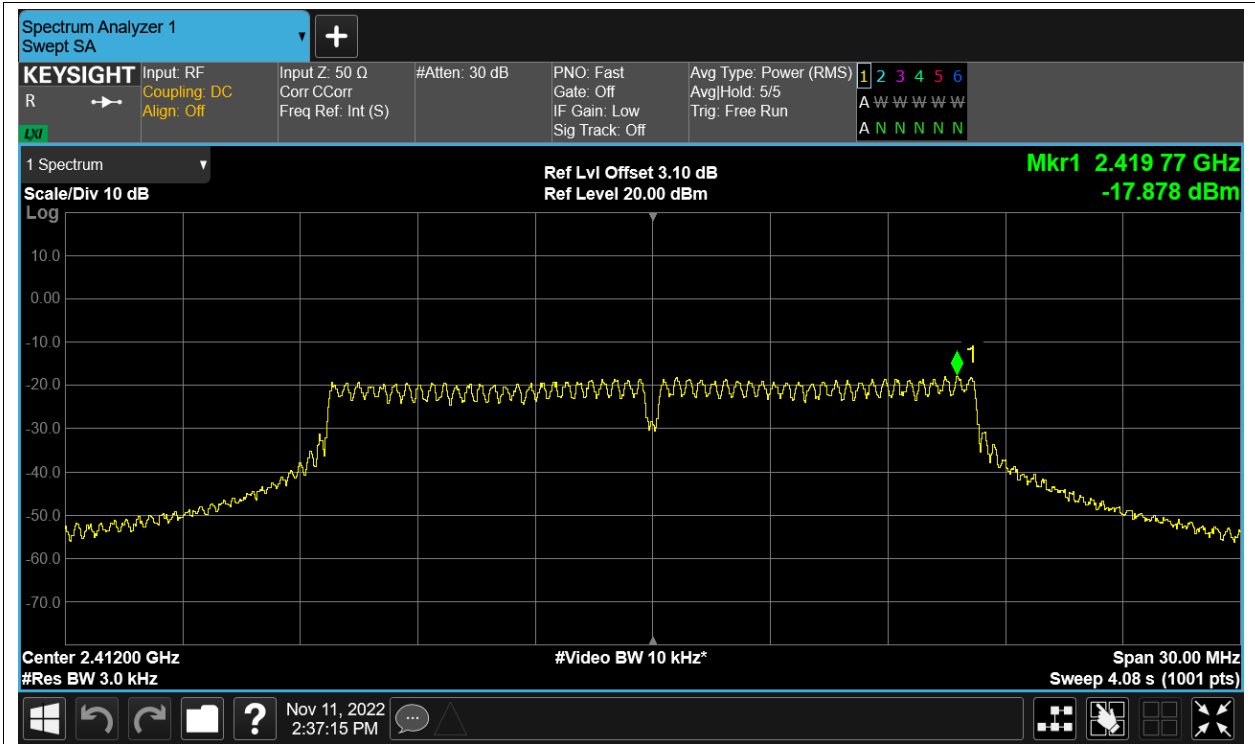 Spectrum Analyzer 1
Swept SA
KEYSIGHT
R
LXI
Input: RF
Coupling: DC
Align: Off
Input Z: 50 Ω
Corr CCorr
Freq Ref: Int (S)
#Atten: 30 dB
PNO: Fast
Gate: Off
IF Gain: Low
Sig Track: Off
Avg Type: Power (RMS)
Avg|Hold: 5/5
Trig: Free Run
1 2 3 4 5 6
A W W W W W
A N N N N N
1 Spectrum
Scale/Div 10 dB
Ref Lvl Offset 3.10 dB
Ref Level 20.00 dBm
Mkr1 2.419 77 GHz
-17.878 dBm
Log
10.0
0.00
-10.0
1
-20.0
-30.0
-40.0
-50.0
-60.0
-70.0
Center 2.41200 GHz
#Res BW 3.0 kHz
#Video BW 10 kHz*
Span 30.00 MHz
Sweep 4.08 s (1001 pts)
?
Nov 11, 2022
2:37:15 PM